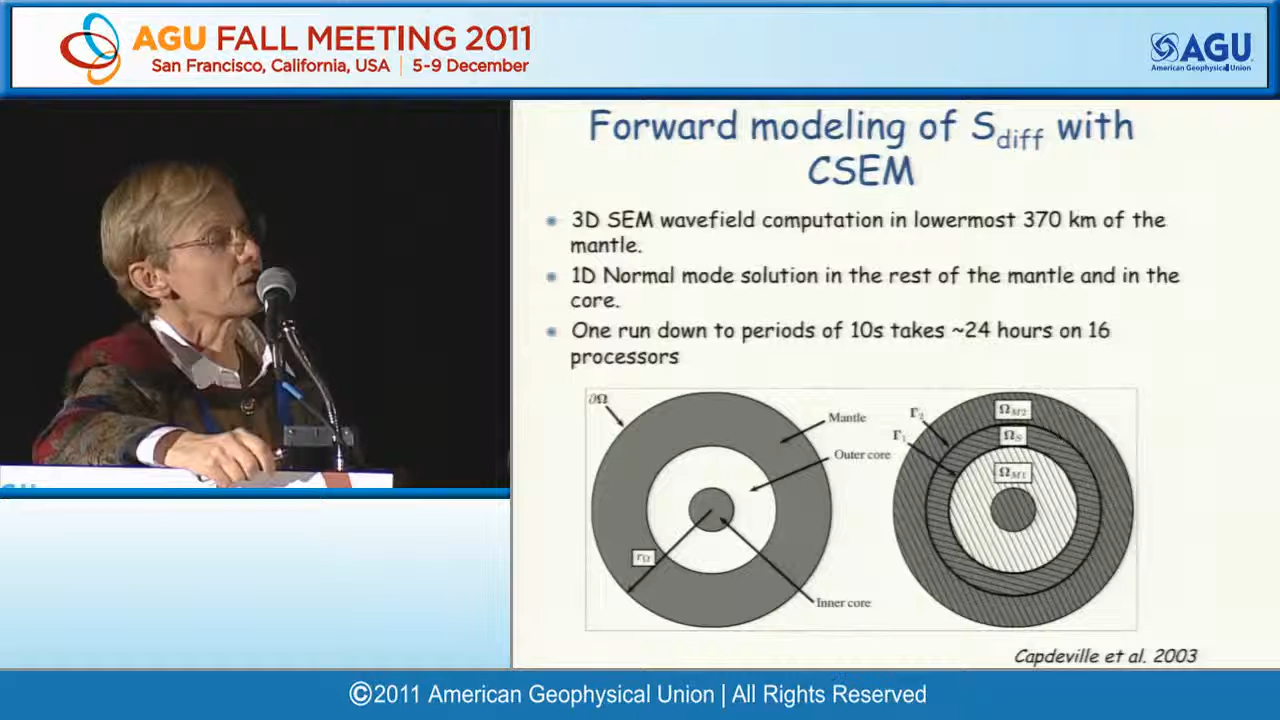 AGU FALL MEETING 2011
San Francisco, California, USA | 5-9 December
AGU
American Geophysical Union
Forward modeling of Sdiff with
CSEM
3D SEM wavefield computation in lowermost 370 km of the
mantle.
1D Normal mode solution in the rest of the mantle and in the
core.
One run down to periods of 10s takes ~24 hours on 16
processors
∂Ω
Mantle
Outer core
rΩ
Inner core
Γ2
Γ1
ΩM2
ΩS
ΩM1
Capdeville et al. 2003
©2011 American Geophysical Union | All Rights Reserved